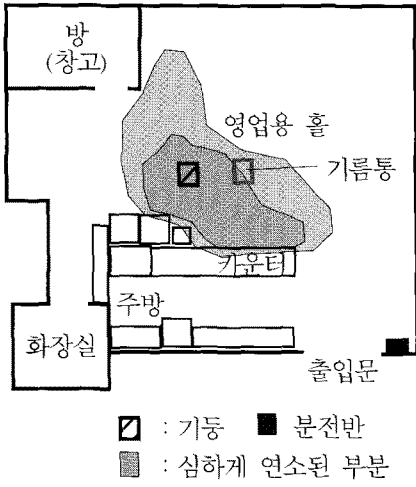 방
(창고)
영업용 홀
기름통
카운터
주방
화장실
출입문
: 기둥 : 분전반
: 심하게 연소된 부분